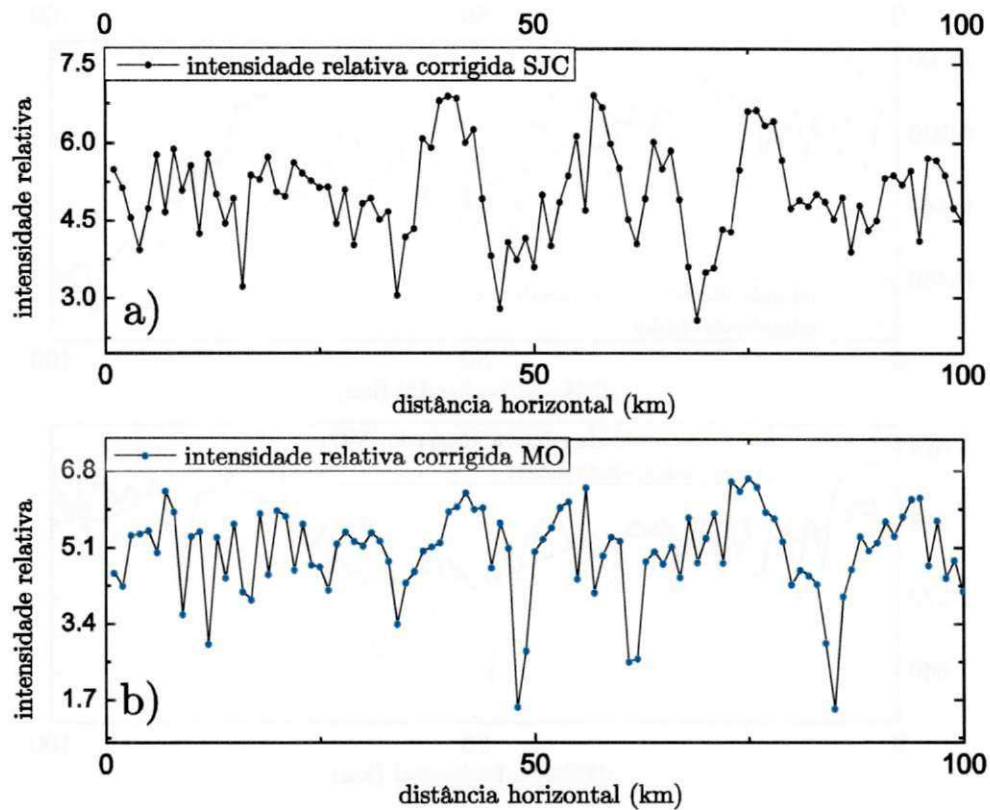 0 50 100
7.5
6.0
4.5
3.0
intensidade relativa
intensidade relativa corrigida SJC
a)
0 50 100
distância horizontal (km)
6.8
5.1
3.4
1.7
intensidade relativa
intensidade relativa corrigida MO
b)
0 50 100
distância horizontal (km)